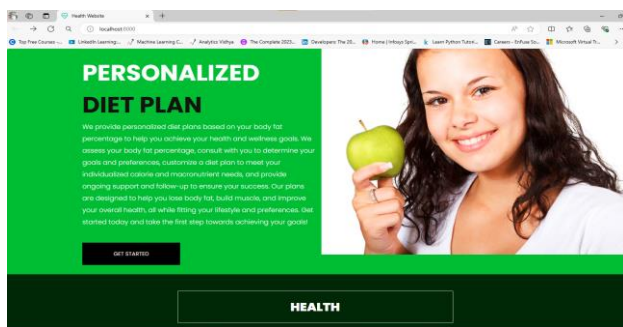 Health Website
localhost:3000
Top Free Courses -... LinkedIn Learning... Machine Learning C... Analytics Vidhya The Complete 2023... Developers: The 20... Home | Infosys Spri... Learn Python Tutori... Careers - Enfuse So... Microsoft Virtual Tr...
PERSONALIZED
DIET PLAN
We provide personalized diet plans based on your body fat
percentage to help you achieve your health and wellness goals. We
assess your body fat percentage, consult with you to determine your
goals and preferences, customize a diet plan to meet your
individualized calorie and macronutrient needs, and provide
ongoing support and follow-up to ensure your success. Our plans
are designed to help you lose body fat, build muscle, and improve
your overall health, all while fitting your lifestyle and preferences. Get
started today and take the first step towards achieving your goals!
GET STARTED
HEALTH